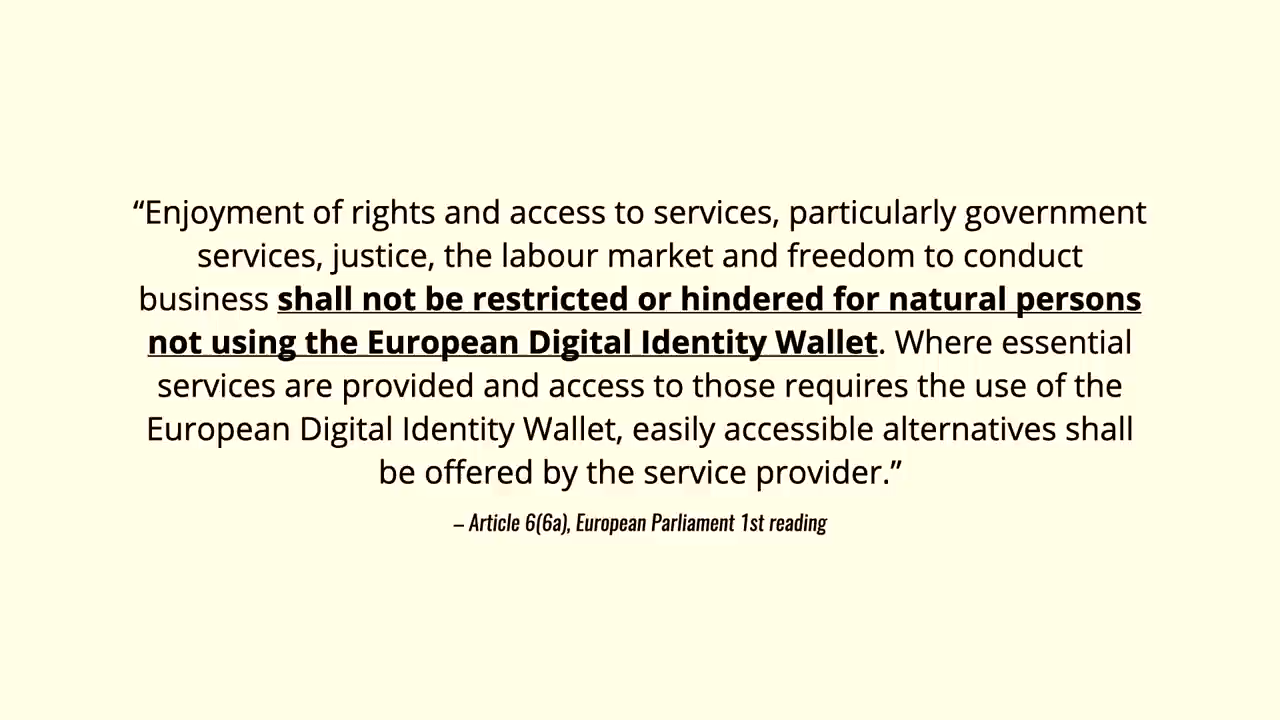 “Enjoyment of rights and access to services, particularly government
services, justice, the labour market and freedom to conduct
business shall not be restricted or hindered for natural persons
not using the European Digital Identity Wallet. Where essential
services are provided and access to those requires the use of the
European Digital Identity Wallet, easily accessible alternatives shall
be offered by the service provider.”
– Article 6(6a), European Parliament 1st reading